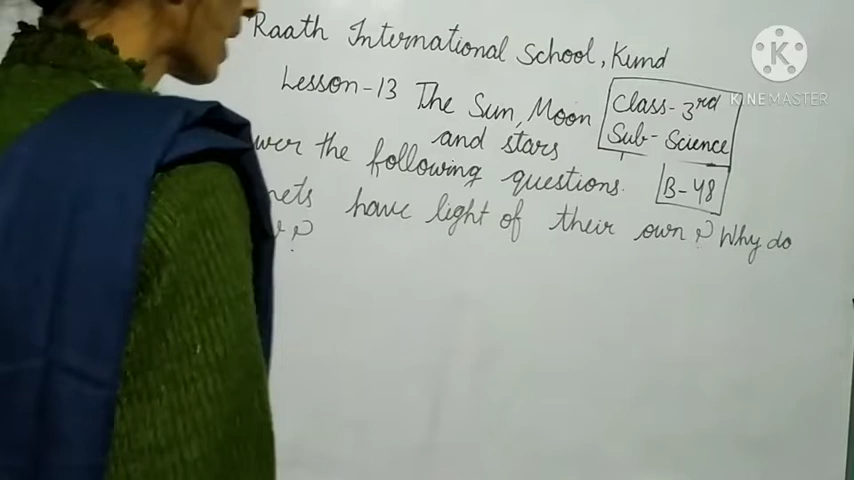 Raath International School, Kund
Lesson-13 The Sun, Moon
and stars
Class-3rd
Sub-Science
B-48
the following questions.
have light of their own? Why do
?
K
KINEMASTER